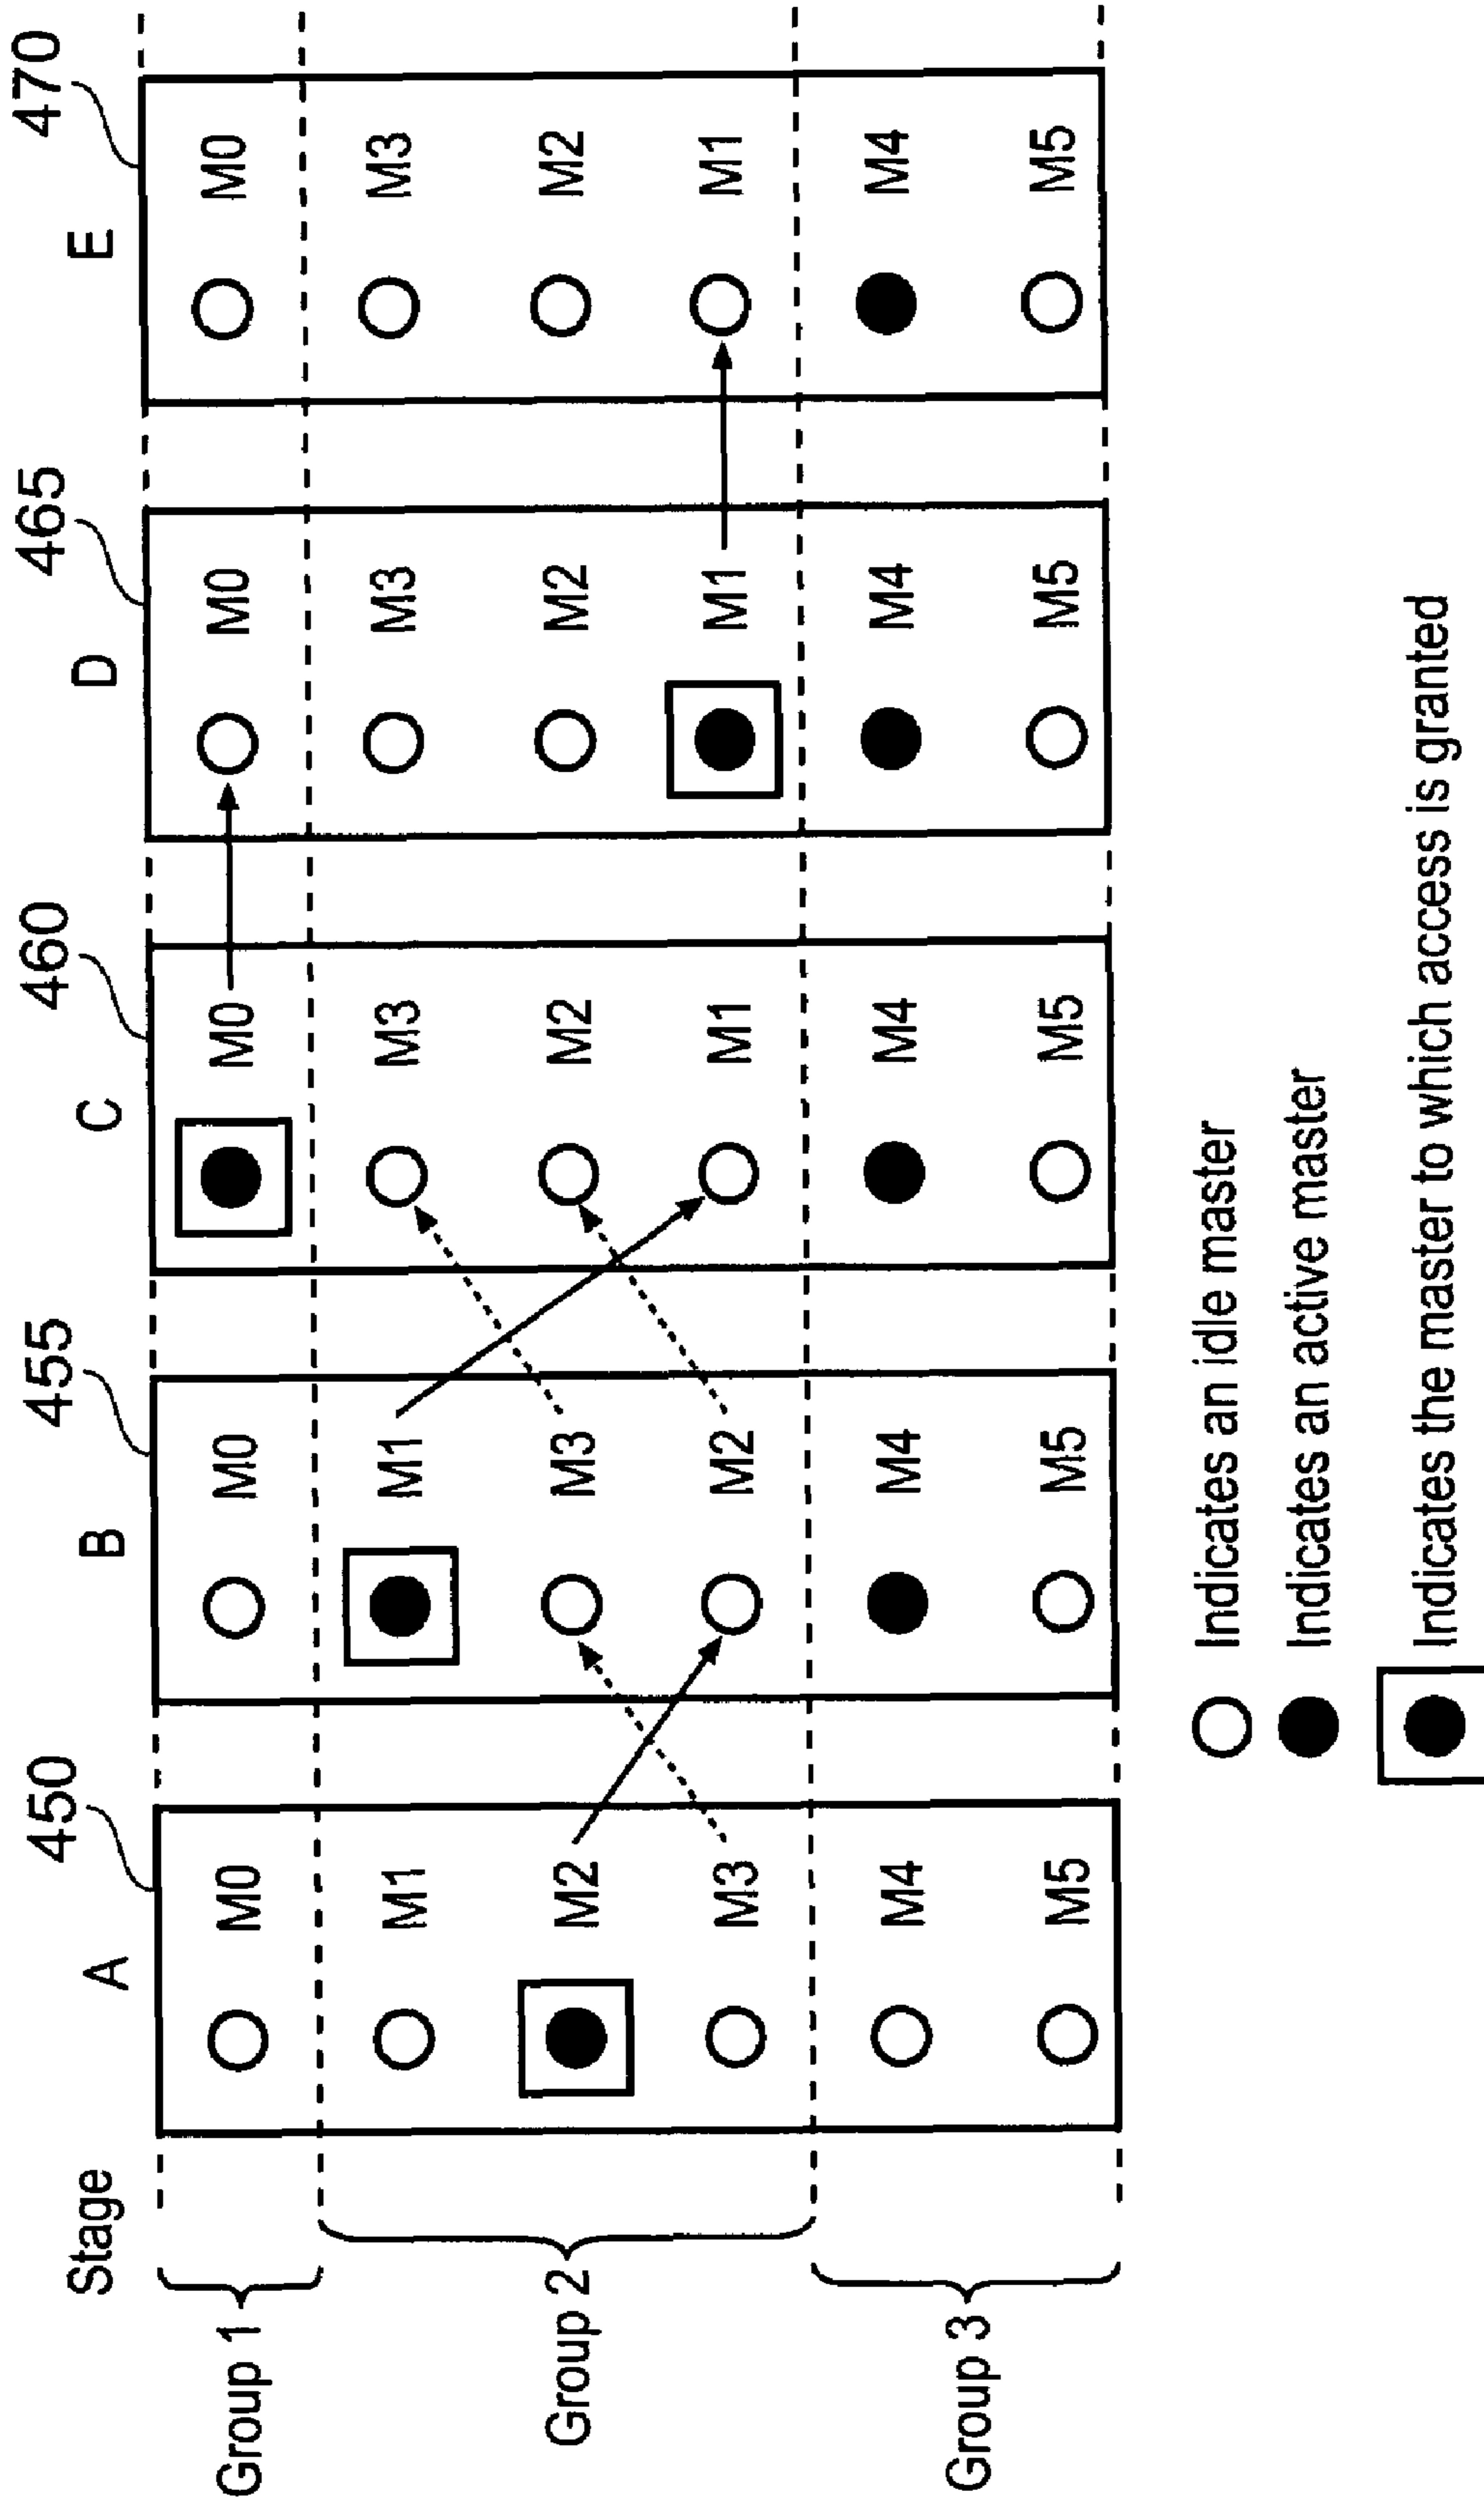 450 455 460 465 470
Stage A B C D E
Group 1 M0 M0 M0 M0 M0
M1 M1 M3 M3 M3
Group 2 M2 M3 M2 M2 M2
M3 M2 M1 M1 M1
M4 M4 M4 M4 M4
Group 3
M5 M5 M5 M5 M5
Indicates an idle master
Indicates an active master
Indicates the master to which access is granted